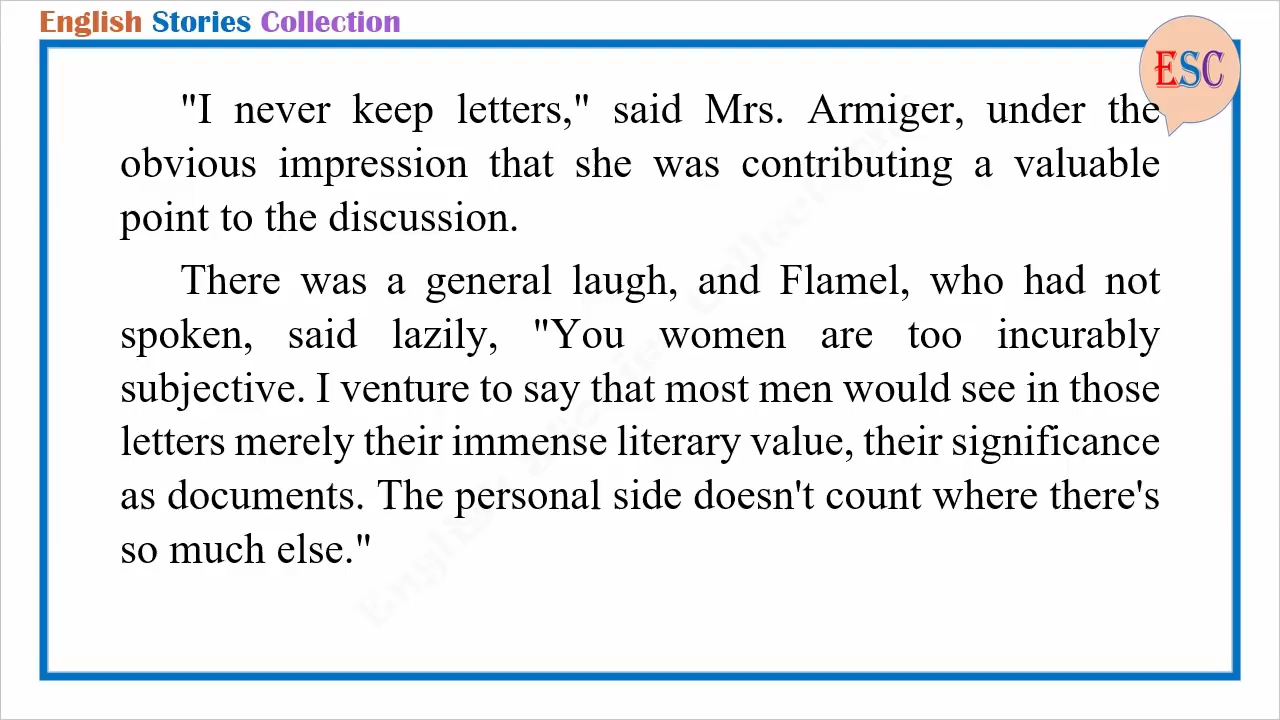 English Stories Collection
ESC
"I never keep letters," said Mrs. Armiger, under the
obvious impression that she was contributing a valuable
point to the discussion.
There was a general laugh, and Flamel, who had not
spoken, said lazily, "You women are too incurably
subjective. I venture to say that most men would see in those
letters merely their immense literary value, their significance
as documents. The personal side doesn't count where there's
so much else."